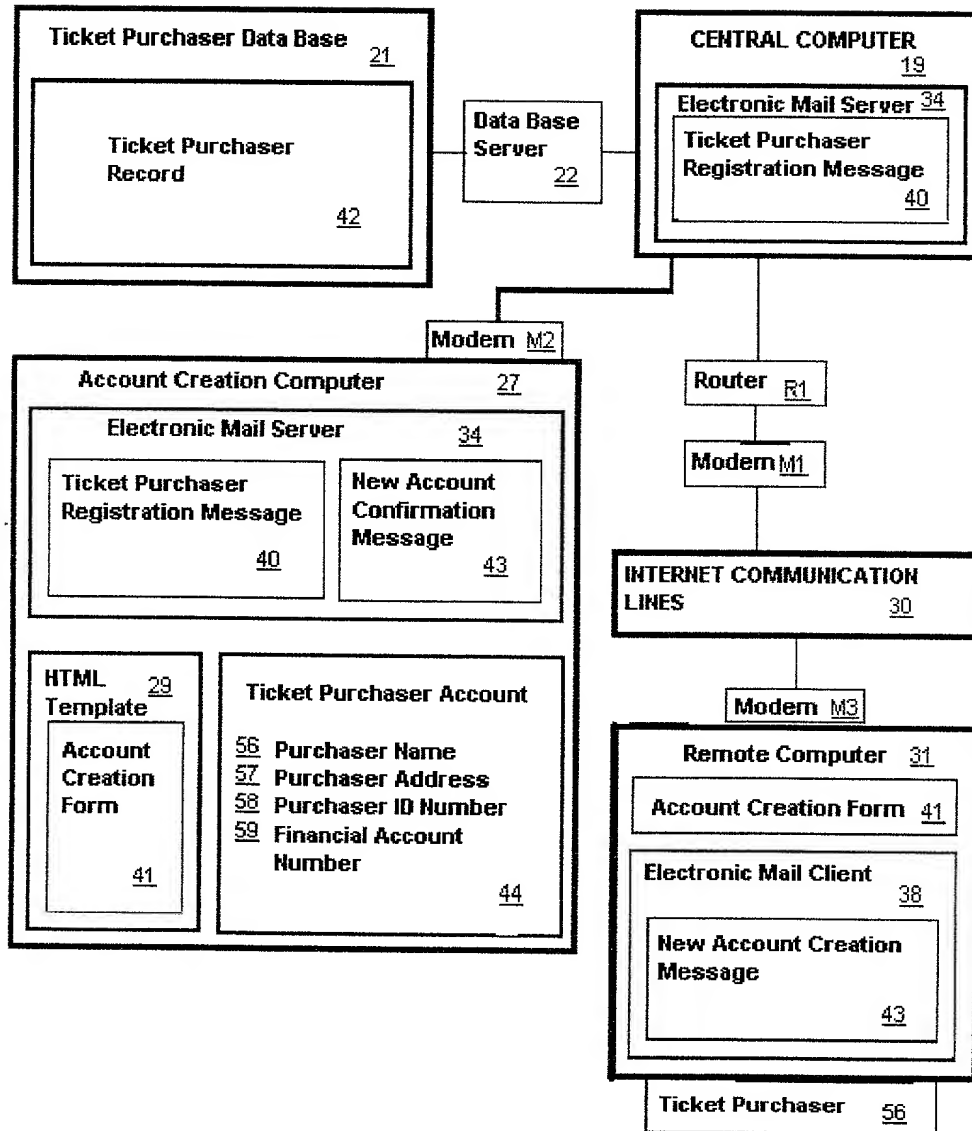 Ticket Purchaser Data Base
21
Ticket Purchaser
Record
42
Data Base
Server
22
CENTRAL COMPUTER
19
Electronic Mail Server 34
Ticket Purchaser
Registration Message
40
Modem M2
Account Creation Computer
27
Electronic Mail Server
34
Ticket Purchaser
Registration Message
40
New Account
Confirmation
Message
43
HTML 29
Template
Account
Creation
Form
41
Ticket Purchaser Account
56 Purchaser Name
57 Purchaser Address
58 Purchaser ID Number
59 Financial Account
Number
44
Router R1
Modem M1
INTERNET COMMUNICATION
LINES 30
Modem M3
Remote Computer 31
Account Creation Form 41
Electronic Mail Client
38
New Account Creation
Message
43
Ticket Purchaser 56